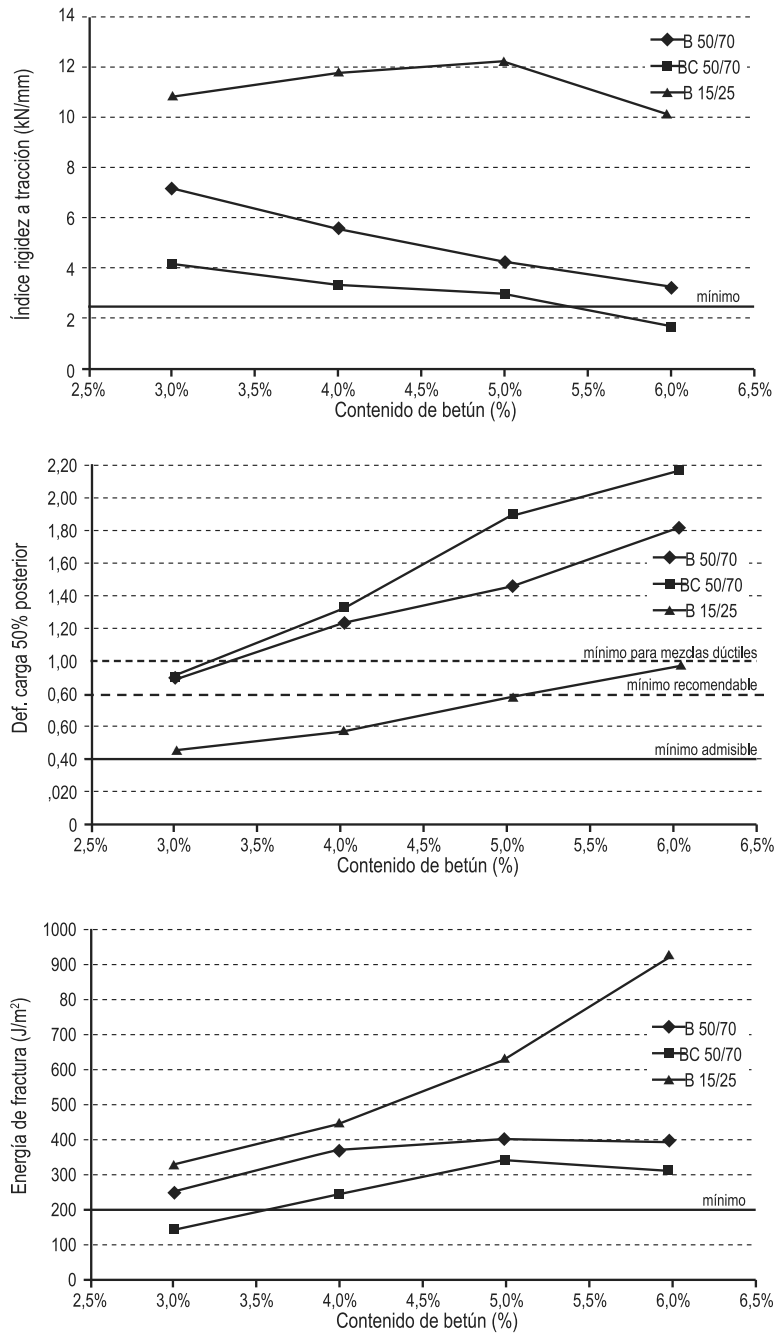 Índice rigidez a tracción (kN/mm)
14
12
10
8
6
4
2
0
B 50/70
BC 50/70
B 15/25
mínimo
2,5%
3,0%
3,5%
4,0%
4,5%
5,0%
5,5%
6,0%
6,5%
Contenido de betún (%)
Def. carga 50% posterior
2,20
2,00
1,80
1,60
1,40
1,20
1,00
0,60
0,60
0,40
,020
0
B 50/70
BC 50/70
B 15/25
mínimo para mezclas dúctiles
mínimo recomendable
mínimo admisible
2,5%
3,0%
3,5%
4,0%
4,5%
5,0%
5,5%
6,0%
6,5%
Contenido de betún (%)
Energía de fractura (J/m²)
1000
900
800
700
600
500
400
300
200
100
0
B 50/70
BC 50/70
B 15/25
mínimo
2,5%
3,0%
3,5%
4,0%
4,5%
5,0%
5,5%
6,0%
6,5%
Contenido de betún (%)